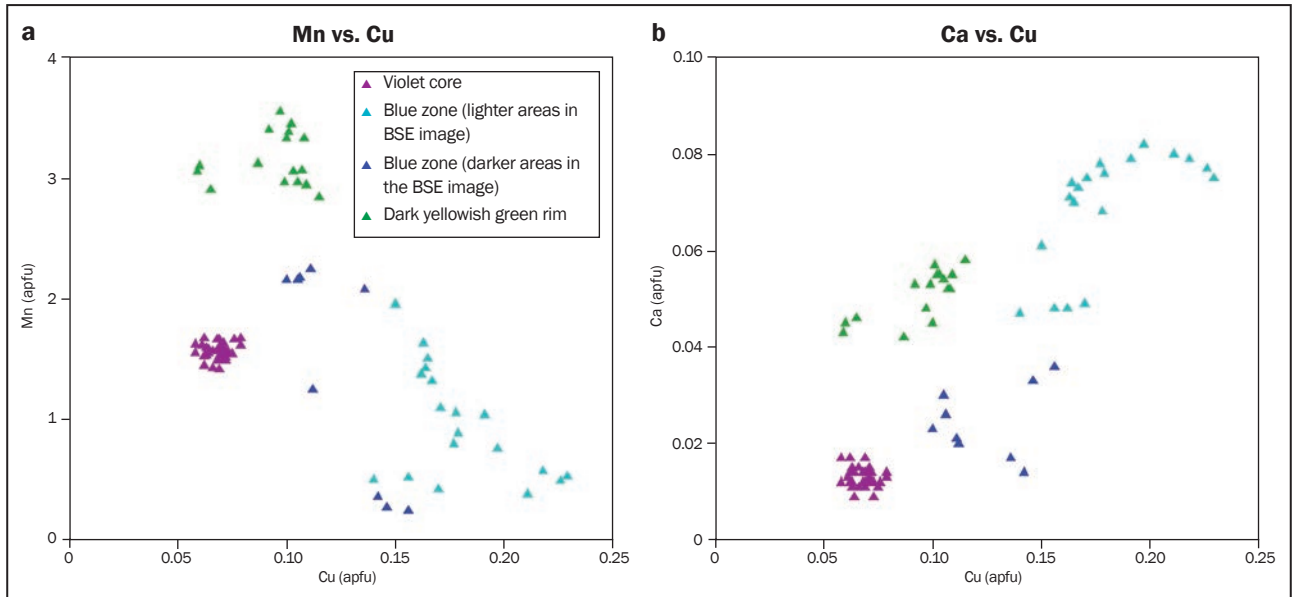 a
Mn vs. Cu
4
3
2
1
0
Mn (apfu)
0
0.05
0.10
0.15
0.20
0.25
Cu (apfu)
Violet core
Blue zone (lighter areas in
BSE image)
Blue zone (darker areas in
the BSE image)
Dark yellowish green rim
b
Ca vs. Cu
0.10
0.08
0.06
0.04
0.02
0
Ca (apfu)
0
0.05
0.10
0.15
0.20
0.25
Cu (apfu)